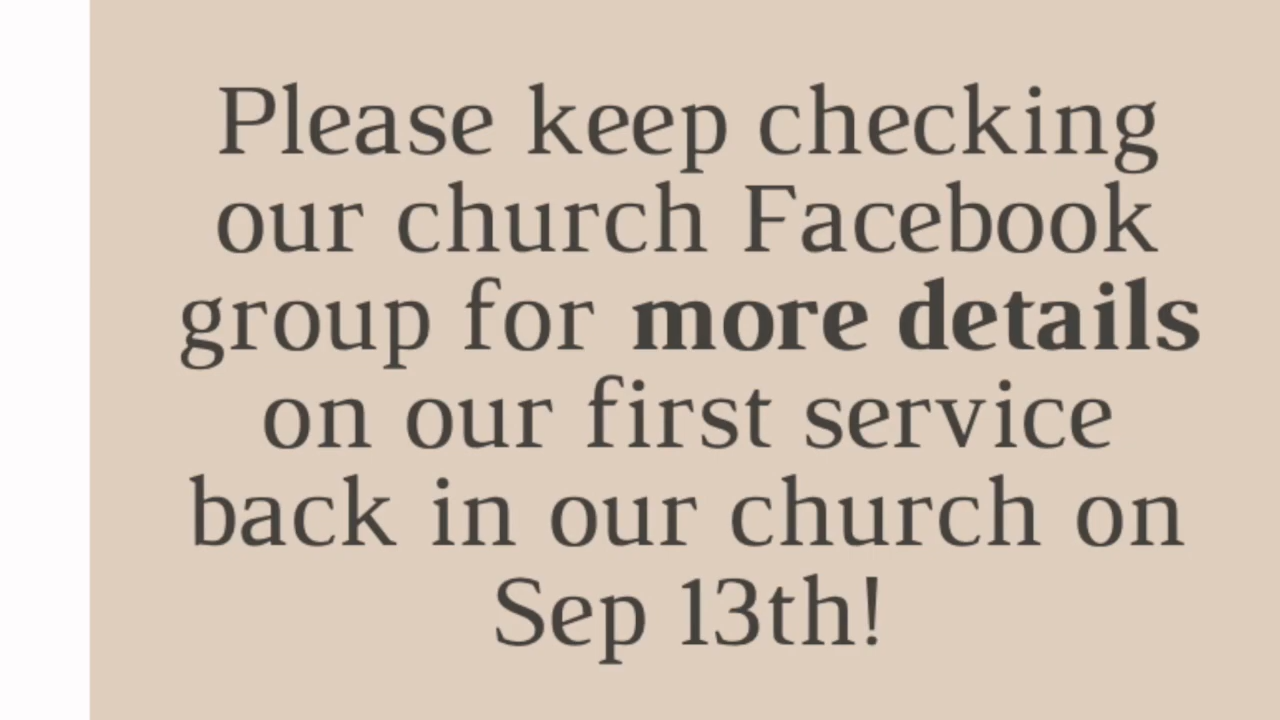 Please keep checking
our church Facebook
group for more details
on our first service
back in our church on
Sep 13th!